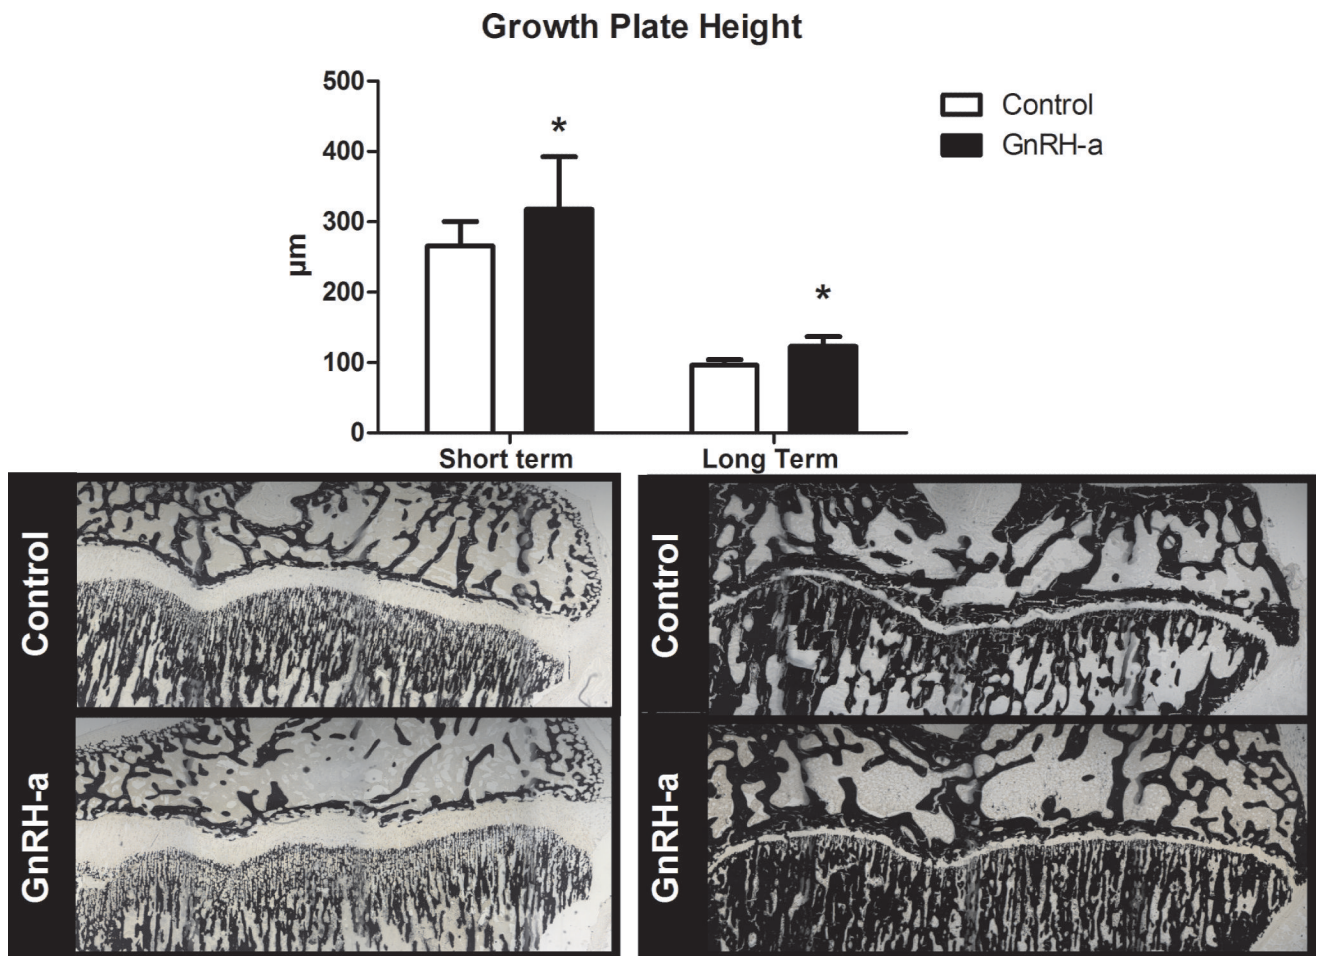 Growth Plate Height
500
400
300
200
100
0
µm
*
*
Control
GnRH-a
Short term
Long Term
Control
Control
GnRH-a
GnRH-a